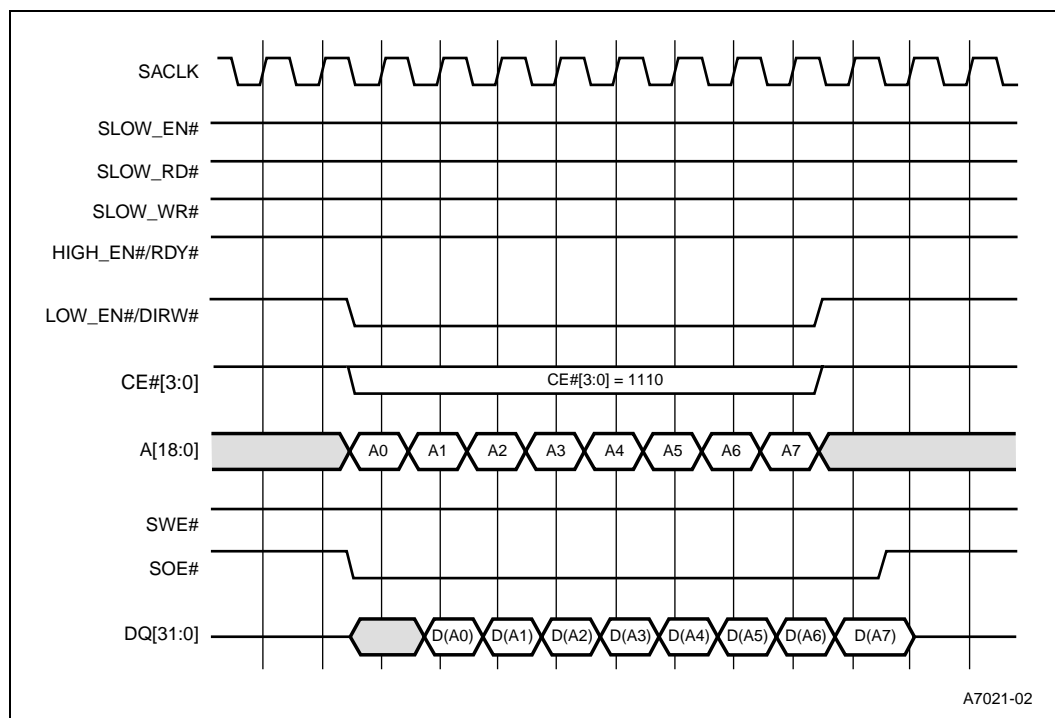 SACLK
SLOW_EN#
SLOW_RD#
SLOW_WR#
HIGH_EN#/RDY#
LOW_EN#/DIRW#
CE#[3:0]
CE#[3:0] = 1110
A[18:0]
A0 A1 A2 A3 A4 A5 A6 A7
SWE#
SOE#
DQ[31:0]
D(A0) D(A1) D(A2) D(A3) D(A4) D(A5) D(A6) D(A7)
A7021-02